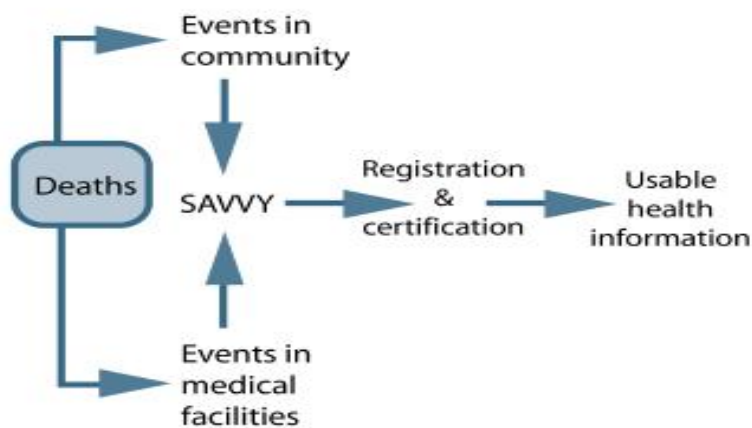 Events in
community
Deaths
SAVVY
Registration
&
certification
Usable
health
information
Events in
medical
facilities